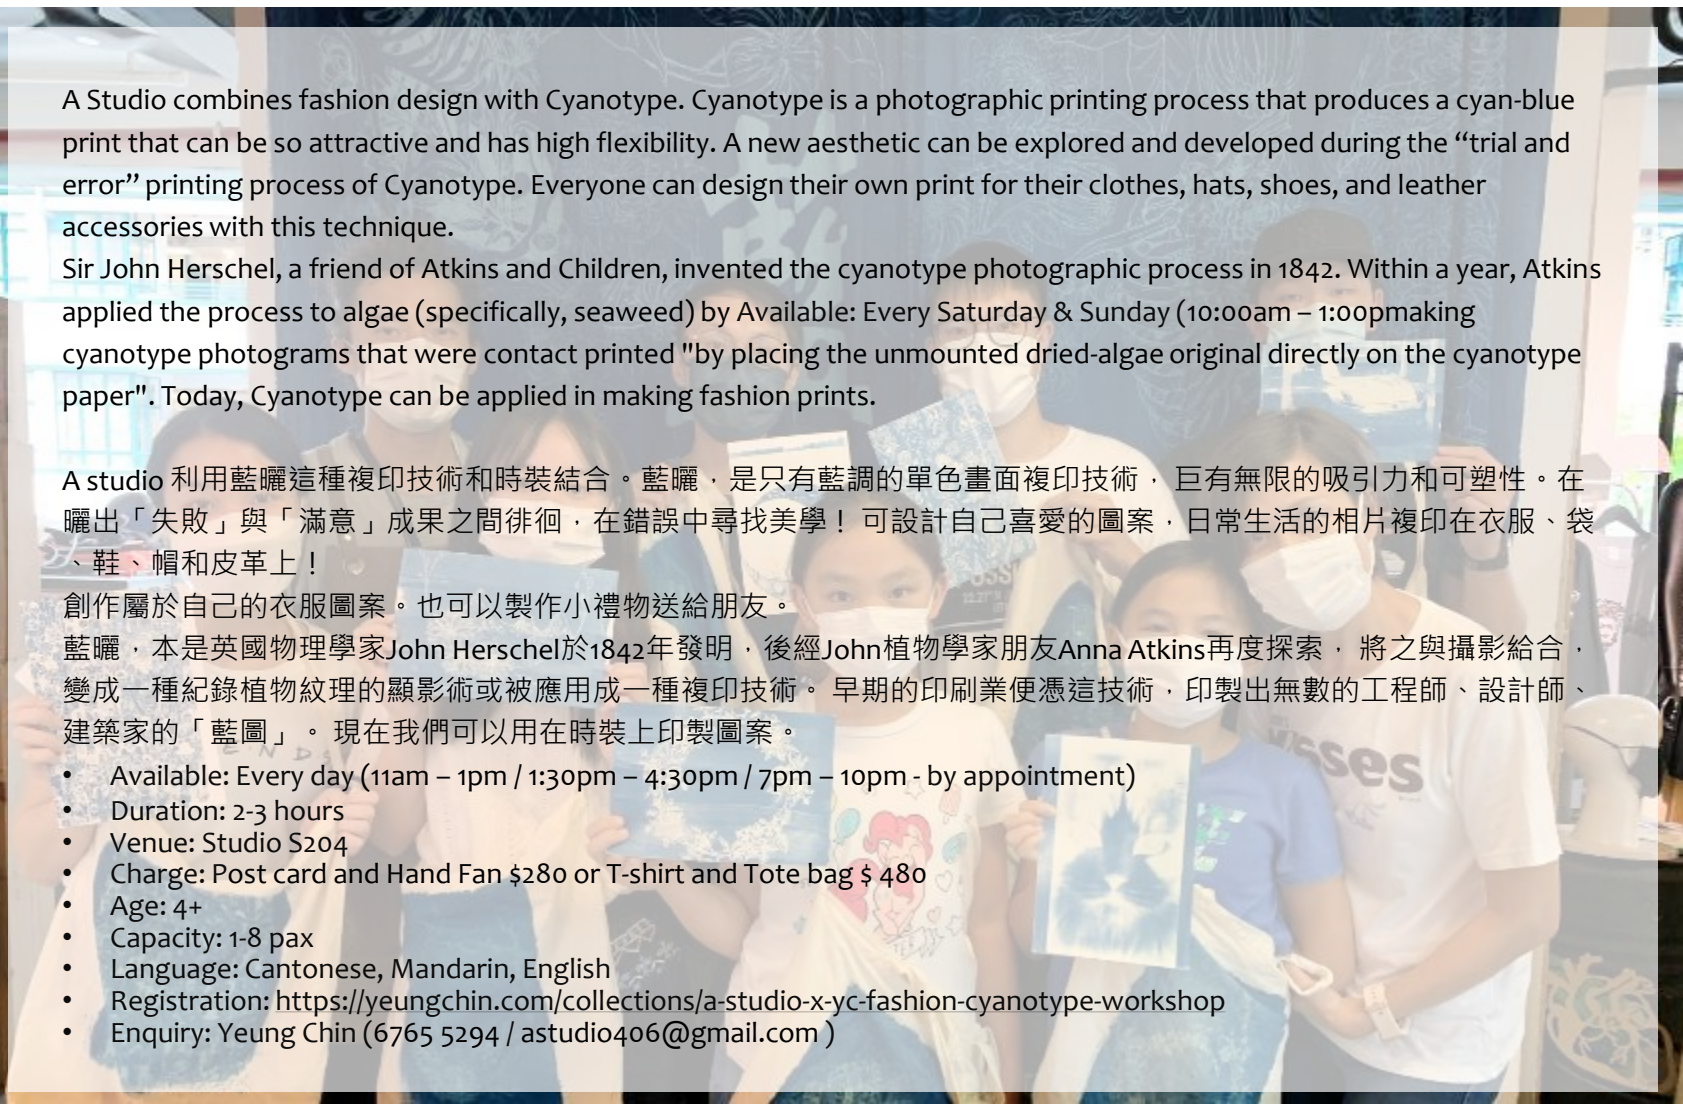 A Studio combines fashion design with Cyanotype. Cyanotype is a photographic printing process that produces a cyan-blue
print that can be so attractive and has high flexibility. A new aesthetic can be explored and developed during the “trial and
error” printing process of Cyanotype. Everyone can design their own print for their clothes, hats, shoes, and leather
accessories with this technique.
Sir John Herschel, a friend of Atkins and Children, invented the cyanotype photographic process in 1842. Within a year, Atkins
applied the process to algae (specifically, seaweed) by Available: Every Saturday & Sunday (10:00am – 1:00pmaking
cyanotype photograms that were contact printed "by placing the unmounted dried-algae original directly on the cyanotype
paper". Today, Cyanotype can be applied in making fashion prints.
A studio 利用藍曬這種複印技術和時裝結合。藍曬，是只有藍調的單色畫面複印技術， 巨有無限的吸引力和可塑性。在
曬出「失敗」與「滿意」成果之間徘徊，在錯誤中尋找美學！ 可設計自己喜愛的圖案，日常生活的相片複印在衣服、袋
、鞋、帽和皮革上！
創作屬於自己的衣服圖案。也可以製作小禮物送給朋友。
藍曬，本是英國物理學家John Herschel於1842年發明，後經John植物學家朋友Anna Atkins再度探索， 將之與攝影給合，
變成一種紀錄植物紋理的顯影術或被應用成一種複印技術。 早期的印刷業便憑這技術，印製出無數的工程師、設計師、
建築家的「藍圖」。 現在我們可以用在時裝上印製圖案。
• Available: Every day (11am – 1pm / 1:30pm – 4:30pm / 7pm – 10pm - by appointment)
• Duration: 2-3 hours
• Venue: Studio S204
• Charge: Post card and Hand Fan $280 or T-shirt and Tote bag $ 480
• Age: 4+
• Capacity: 1-8 pax
• Language: Cantonese, Mandarin, English
• Registration: https://yeungchin.com/collections/a-studio-x-yc-fashion-cyanotype-workshop
• Enquiry: Yeung Chin (6765 5294 / astudio406@gmail.com )